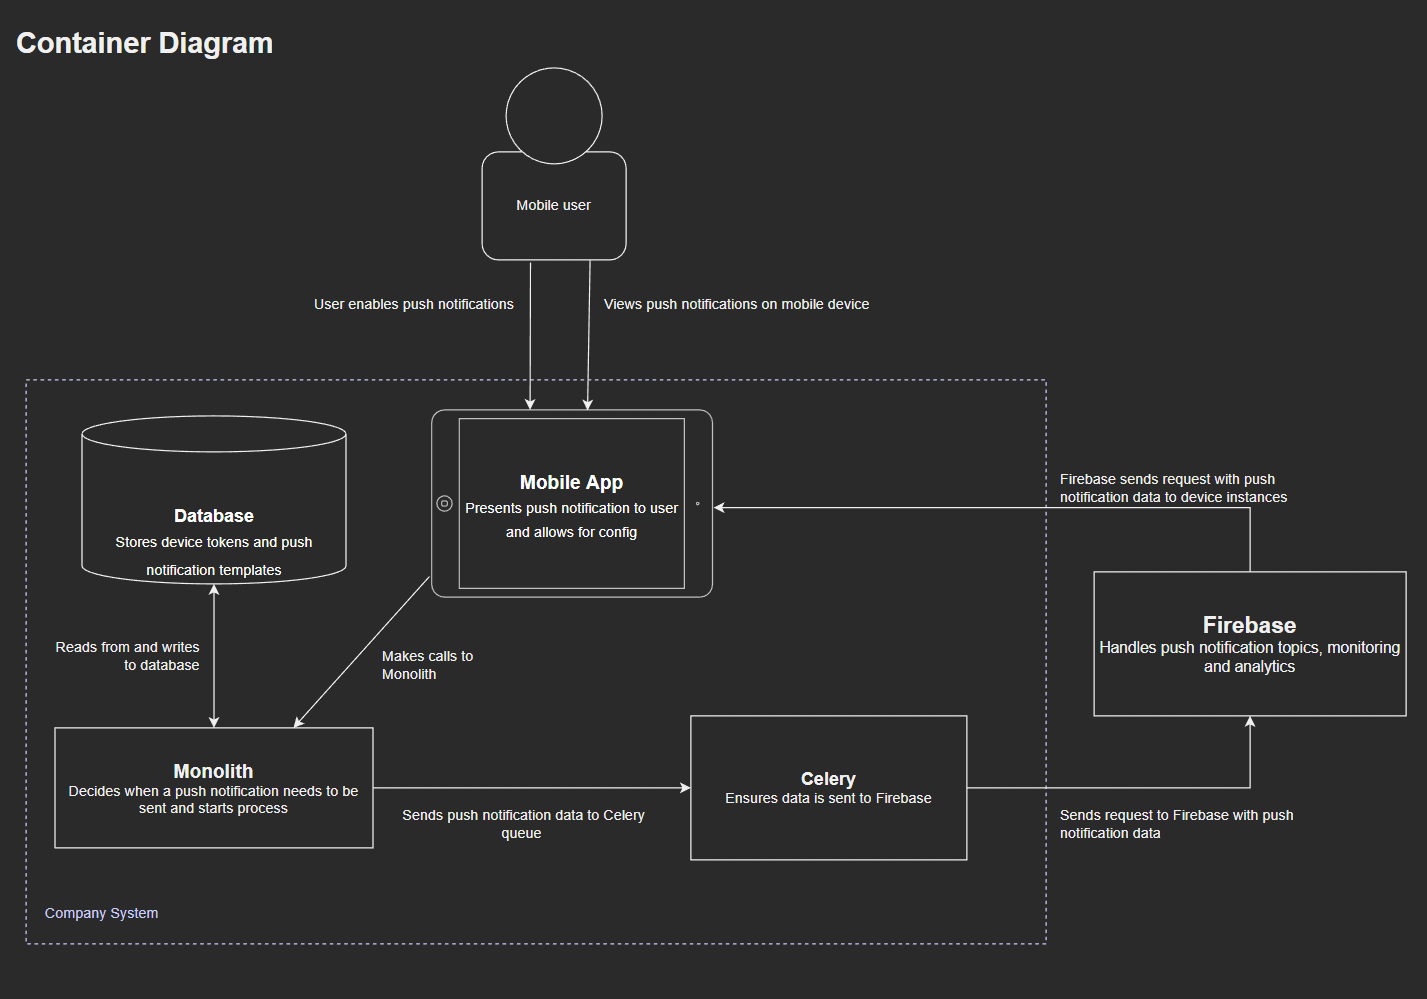 Container Diagram
Mobile user
User enables push notifications
Views push notifications on mobile device
Database
Stores device tokens and push
notification templates
Mobile App
Presents push notification to user
and allows for config
Firebase sends request with push
notification data to device instances
Firebase
Handles push notification topics, monitoring
and analytics
Reads from and writes
to database
Makes calls to
Monolith
Monolith
Decides when a push notification needs to be
sent and starts process
Sends push notification data to Celery
queue
Celery
Ensures data is sent to Firebase
Sends request to Firebase with push
notification data
Company System